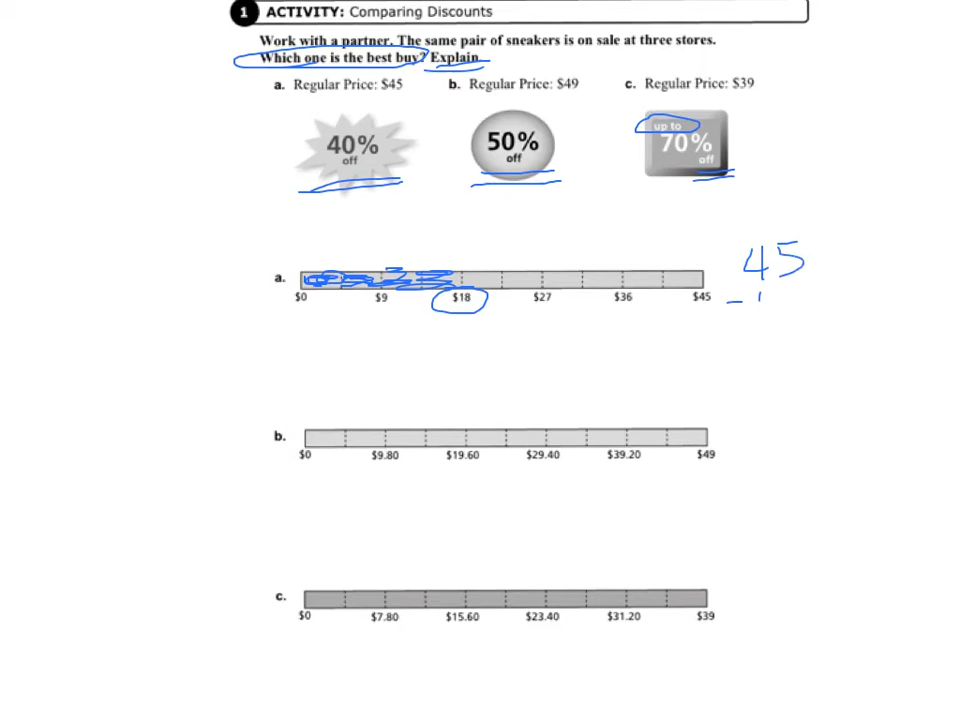 1 ACTIVITY: Comparing Discounts
Work with a partner. The same pair of sneakers is on sale at three stores.
Which one is the best buy? Explain.
a. Regular Price: $45 b. Regular Price: $49 c. Regular Price: $39
40%
off
50%
off
up to
70%
off
45
a.
$0 $9 $18 $27 $36 $45
- 1
b.
$0 $9.80 $19.60 $29.40 $39.20 $49
c.
$0 $7.80 $15.60 $23.40 $31.20 $39